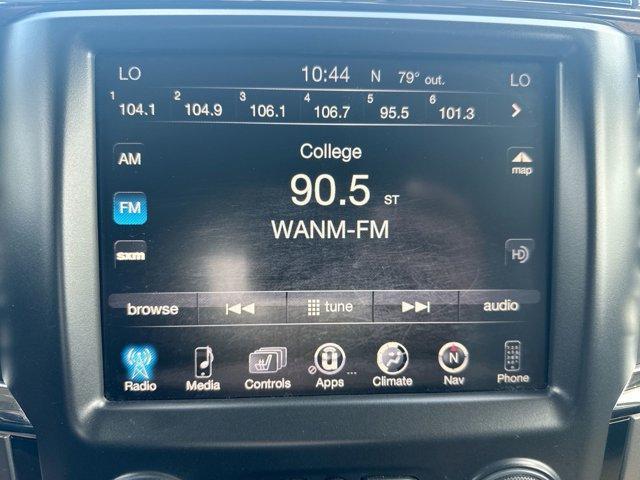 LO 10:44 N 79° out. LO
1 104.1 2 104.9 3 106.1 4 106.7 5 95.5 6 101.3
College
AM
map
90.5 ST
FM
WANM-FM
sxm
HD
browse tune audio
Radio Media Controls Apps Climate Nav Phone
N